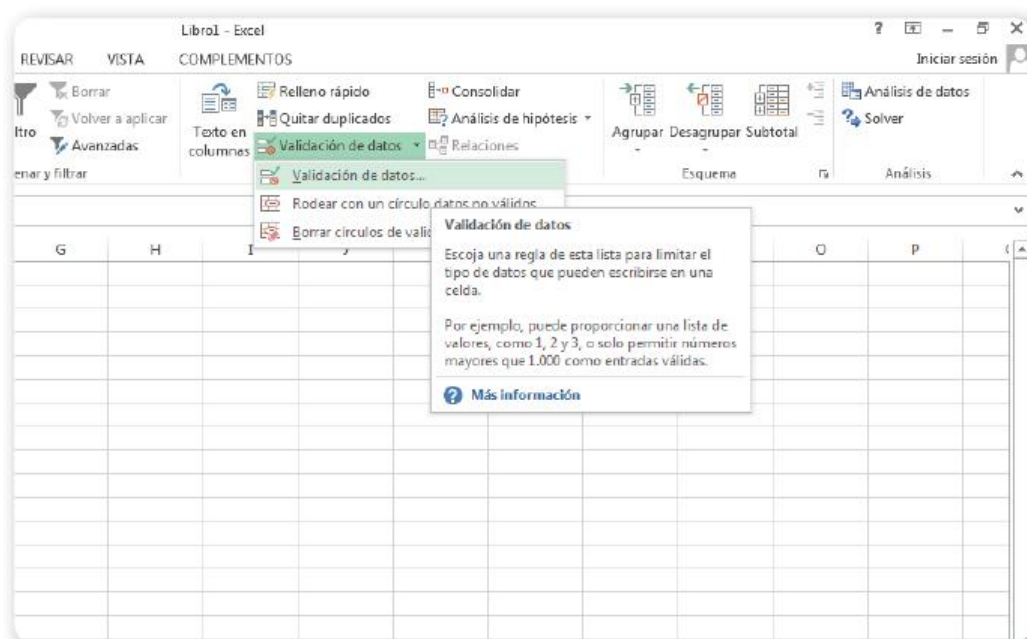 Libro1 - Excel
?
REVISAR VISTA COMPLEMENTOS Iniciar sesión
Borrar
Volver a aplicar
Avanzadas
ltro
enar y filtrar
Texto en
columnas
Relleno rápido
Quitar duplicados
Validación de datos
Consolidar
Análisis de hipótesis
Relaciones
Agrupar Desagrupar Subtotal
Esquema
Análisis de datos
Solver
Análisis
Validación de datos...
Rodear con un círculo datos no válidos
Borrar círculos de valid
Validación de datos
Escoja una regla de esta lista para limitar el
tipo de datos que pueden escribirse en una
celda.
Por ejemplo, puede proporcionar una lista de
valores, como 1, 2 y 3, o solo permitir números
mayores que 1.000 como entradas válidas.
? Más información
G H I J O P